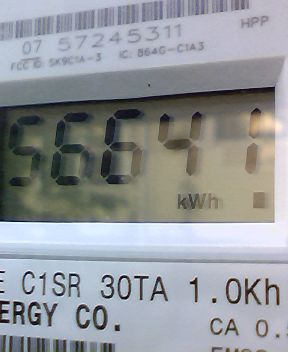 07 57245311 HPP
FCC ID: SK9C1A-3 IC: 864G-C1A3
56641
kWh
E C1SR 30TA 1.0Kh
ERGY CO. CA 0.